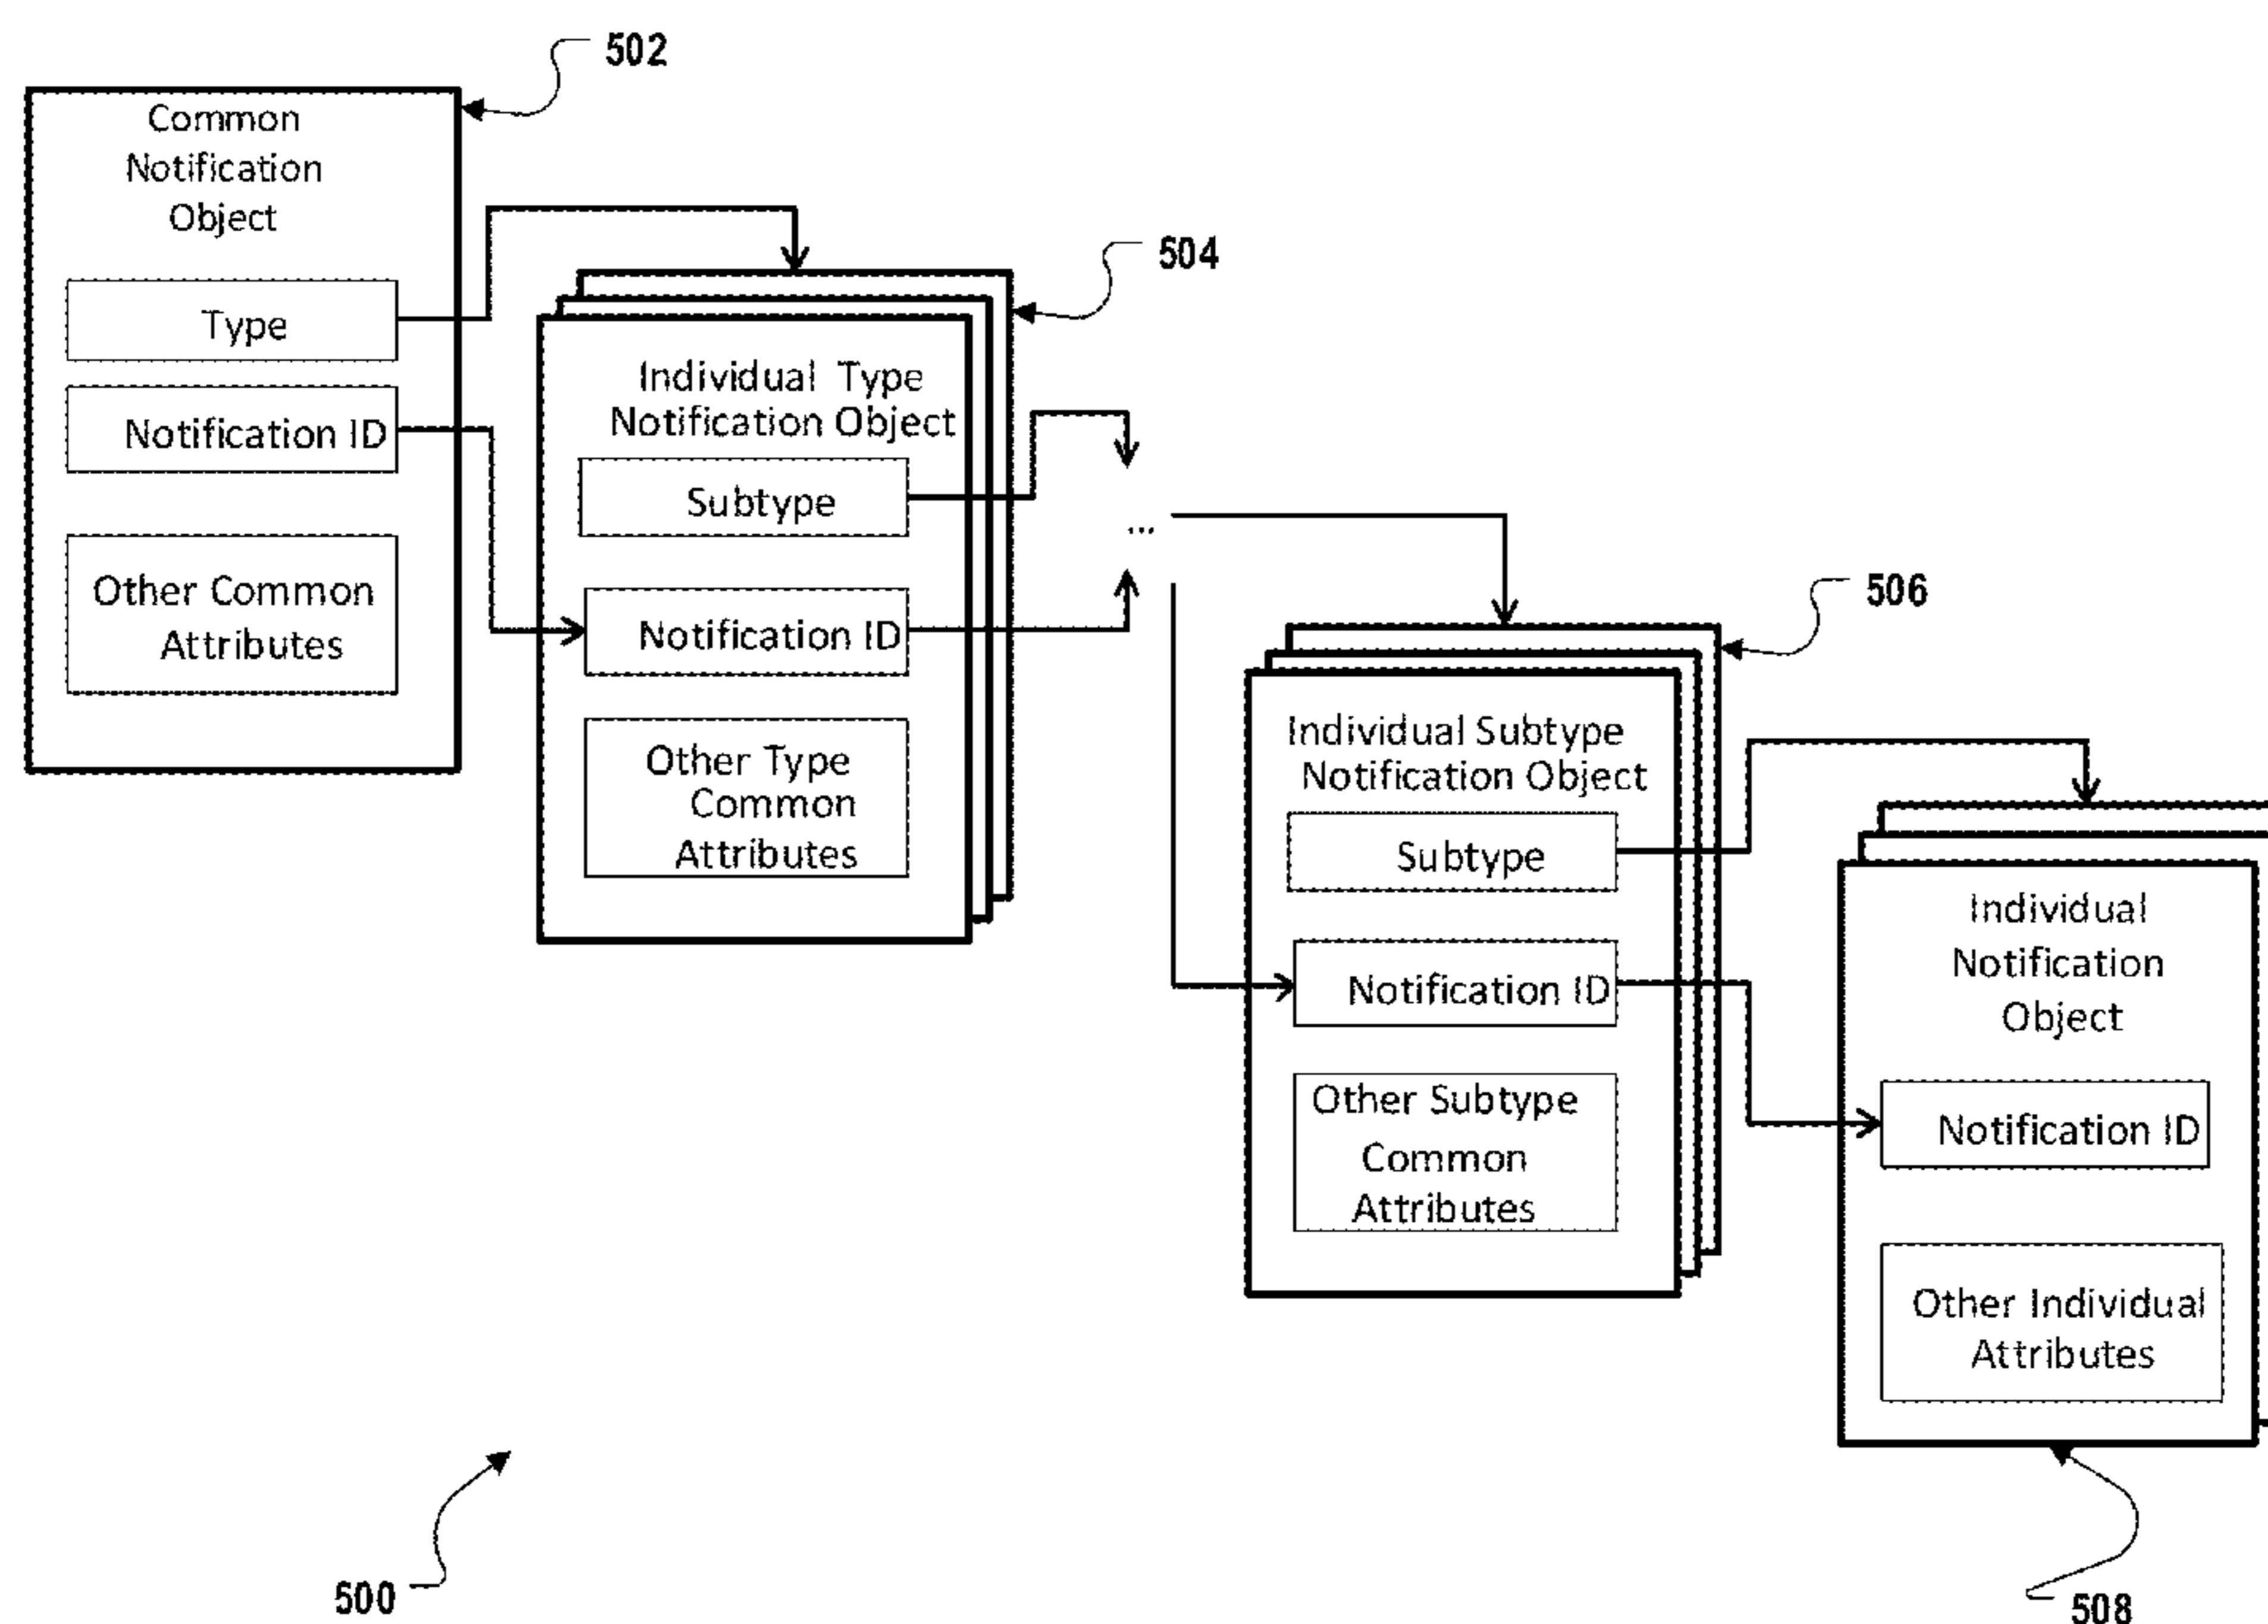 502
Common
Notification
Object
Type
Notification ID
Other Common
Attributes
504
Individual Type
Notification Object
Subtype
Notification ID
Other Type
Common
Attributes
...
506
Individual Subtype
Notification Object
Subtype
Notification ID
Other Subtype
Common
Attributes
Individual
Notification
Object
Notification ID
Other Individual
Attributes
500
508